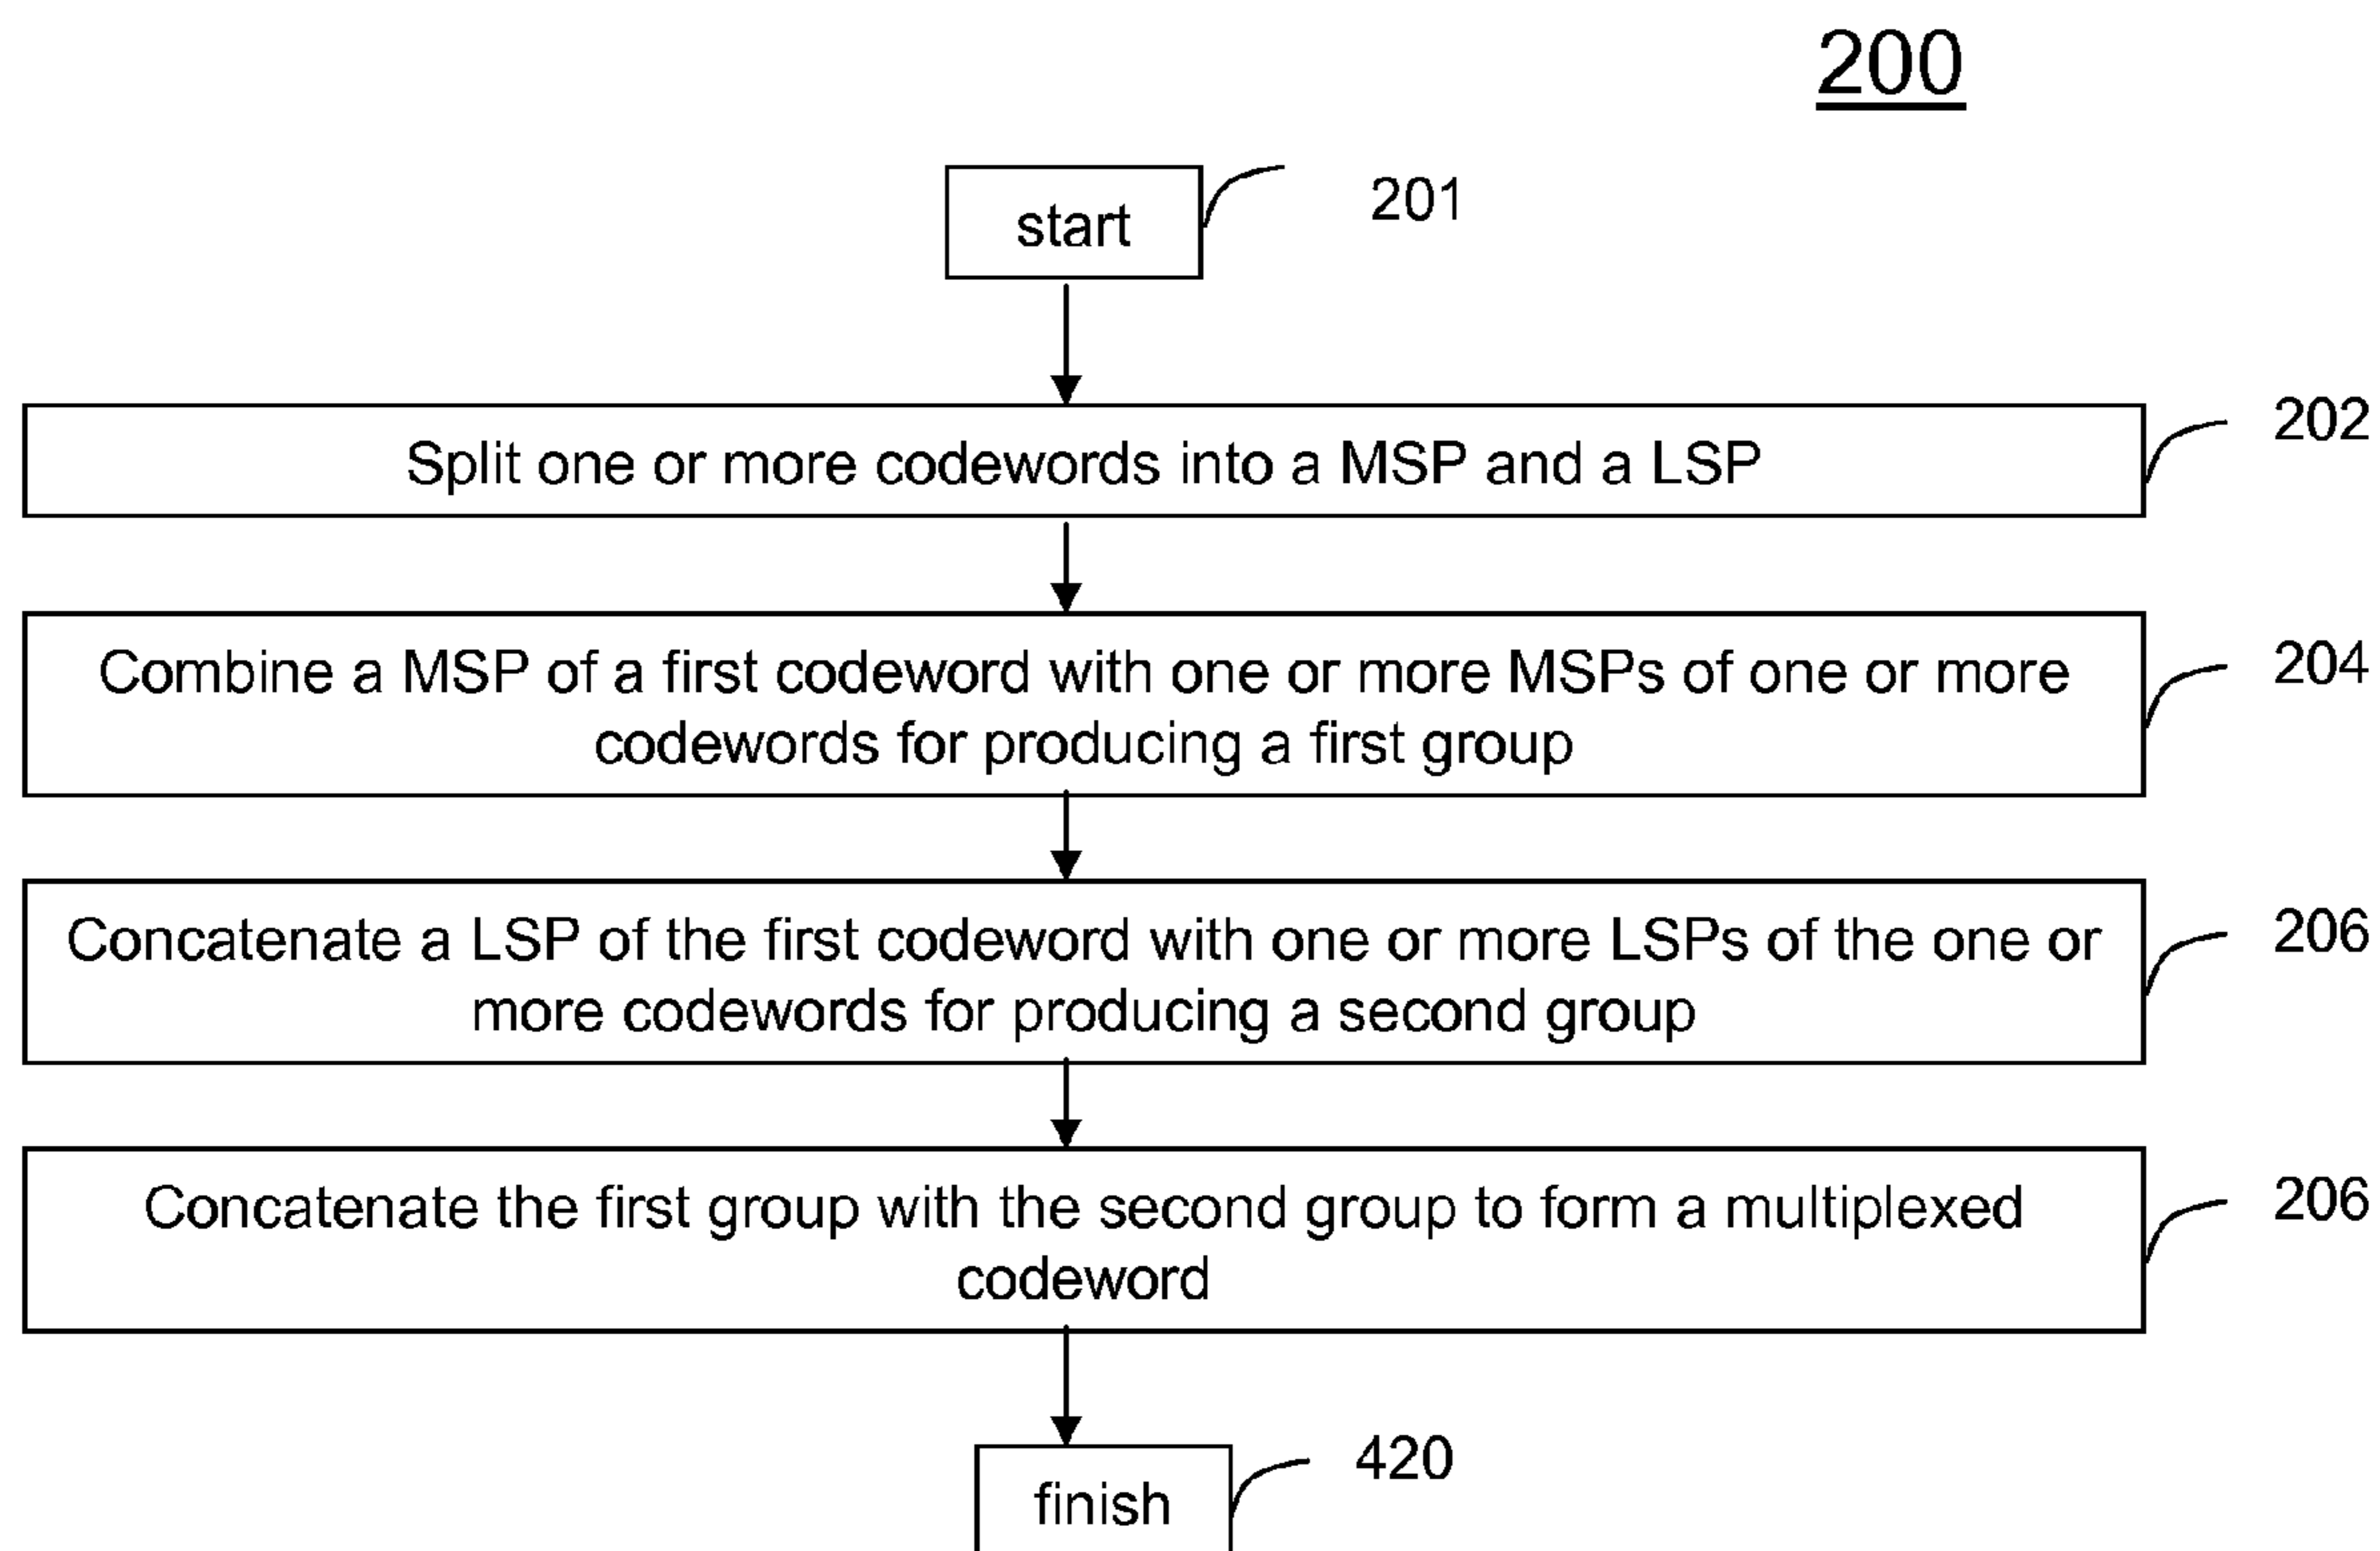 200
start
201
Split one or more codewords into a MSP and a LSP
202
Combine a MSP of a first codeword with one or more MSPs of one or more
codewords for producing a first group
204
Concatenate a LSP of the first codeword with one or more LSPs of the one or
more codewords for producing a second group
206
Concatenate the first group with the second group to form a multiplexed
codeword
206
finish
420